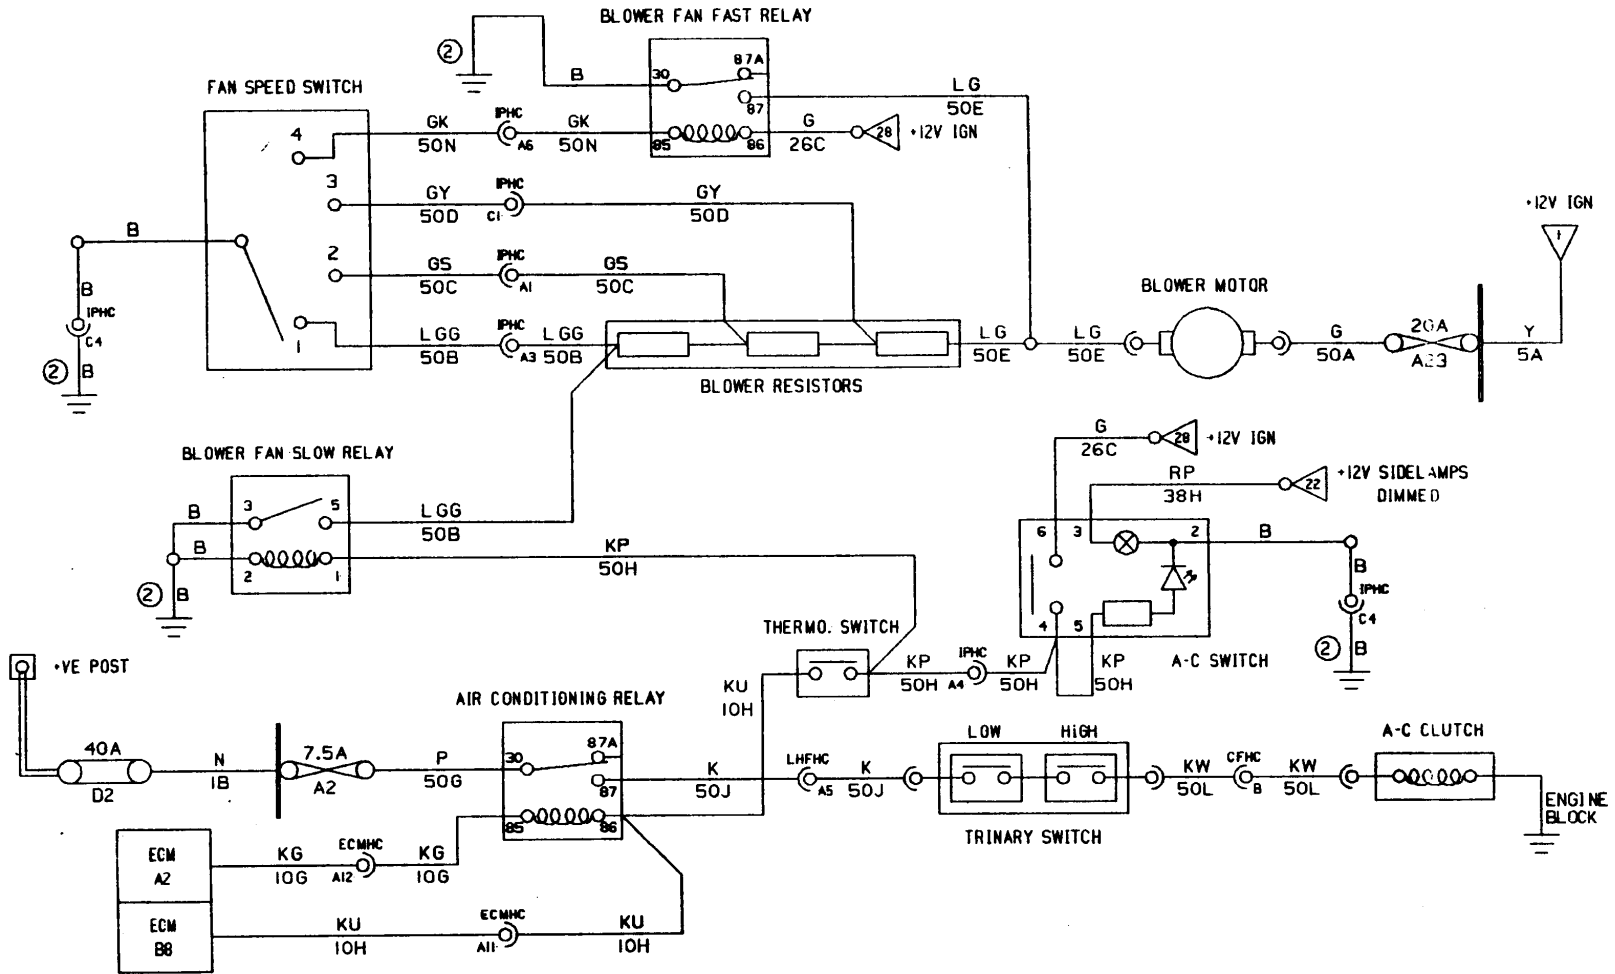 BLOWER FAN FAST RELAY
2
B
30
87A
87
85
86
LG
50E
G
26C
28
+12V IGN
FAN SPEED SWITCH
4
3
2
1
GK
50N
IPHC
A6
GK
50N
GY
50D
IPHC
C1
GY
50D
GS
50C
IPHC
A1
GS
50C
LGG
50B
IPHC
A3
LGG
50B
B
B
IPHC
C4
2
B
BLOWER RESISTORS
LG
50E
LG
50E
BLOWER MOTOR
G
50A
20A
Y
5A
+12V IGN
1
BLOWER FAN SLOW RELAY
B
3
5
B
2
1
2
B
LGG
50B
KP
50H
G
26C
28
+12V IGN
RP
38H
22
+12V SIDELAMPS
DIMMED
6
3
2
4
5
B
B
IPHC
C4
2
B
A-C SWITCH
THERMO. SWITCH
KP
50H
IPHC
A4
KP
50H
KP
50H
KU
10H
+VE POST
40A
D2
N
1B
7.5A
A2
P
50G
AIR CONDITIONING RELAY
30
87A
87
85
86
K
50J
LHFHC
A5
K
50J
LOW
HIGH
TRINARY SWITCH
KW
50L
CFHC
B
KW
50L
A-C CLUTCH
ENGINE
BLOCK
ECM
A2
KG
10G
ECMHC
A12
KG
10G
ECM
B8
KU
10H
ECMHC
A11
KU
10H